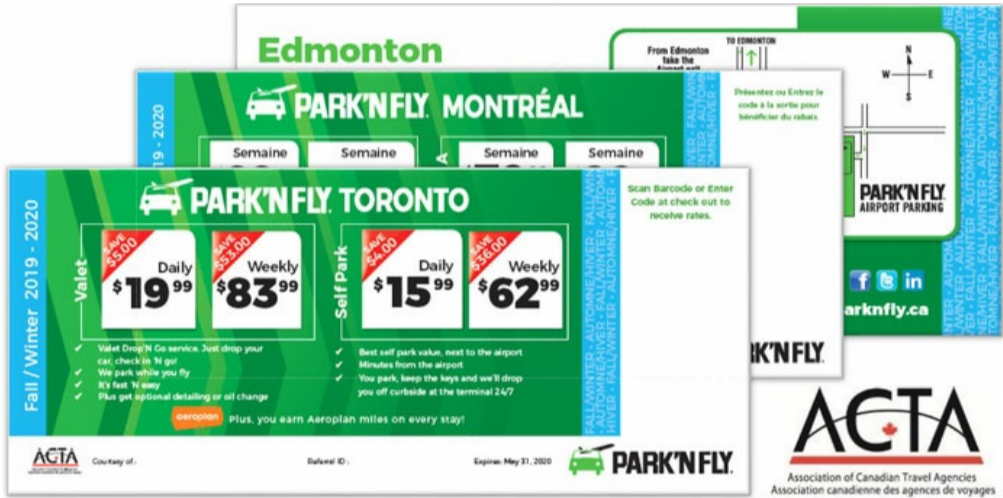 Edmonton
From Edmonton
take the
TO EDMONTON
N
W
E
S
PARK'N FLY.
AIRPORT PARKING
arknfly.ca
19 - 2020
PARK'N FLY. MONTRÉAL
Semaine
Semaine
Semaine
Semaine
Présentez ou Entrez le
code à la sortie pour
bénéficier du rabais.
K'N FLY.
Fall / Winter 2019 - 2020
PARK'N FLY. TORONTO
Valet
SAVE
$5.00
Daily
$19 99
SAVE
$53.00
Weekly
$83 99
Self Park
SAVE
$4.00
Daily
$15 99
SAVE
$36.00
Weekly
$62 99
Valet Drop'N Go service. Just drop your
car, check in 'N go!
We park while you fly
It's fast 'N easy
Plus get optional detailing or oil change
Best self park value, next to the airport
Minutes from the airport
You park, keep the keys and we'll drop
you off curbside at the terminal 24/7
aeroplan
Plus, you earn Aeroplan miles on every stay!
Scan Barcode or Enter
Code at check out to
receive rates.
FALL/WINTER - AUTOMNE/HIVER
ACTA
Courtesy of :
Referral ID :
Expires: May 31, 2020
PARK'N FLY.
ACTA
Association of Canadian Travel Agencies
Association canadienne des agences de voyages